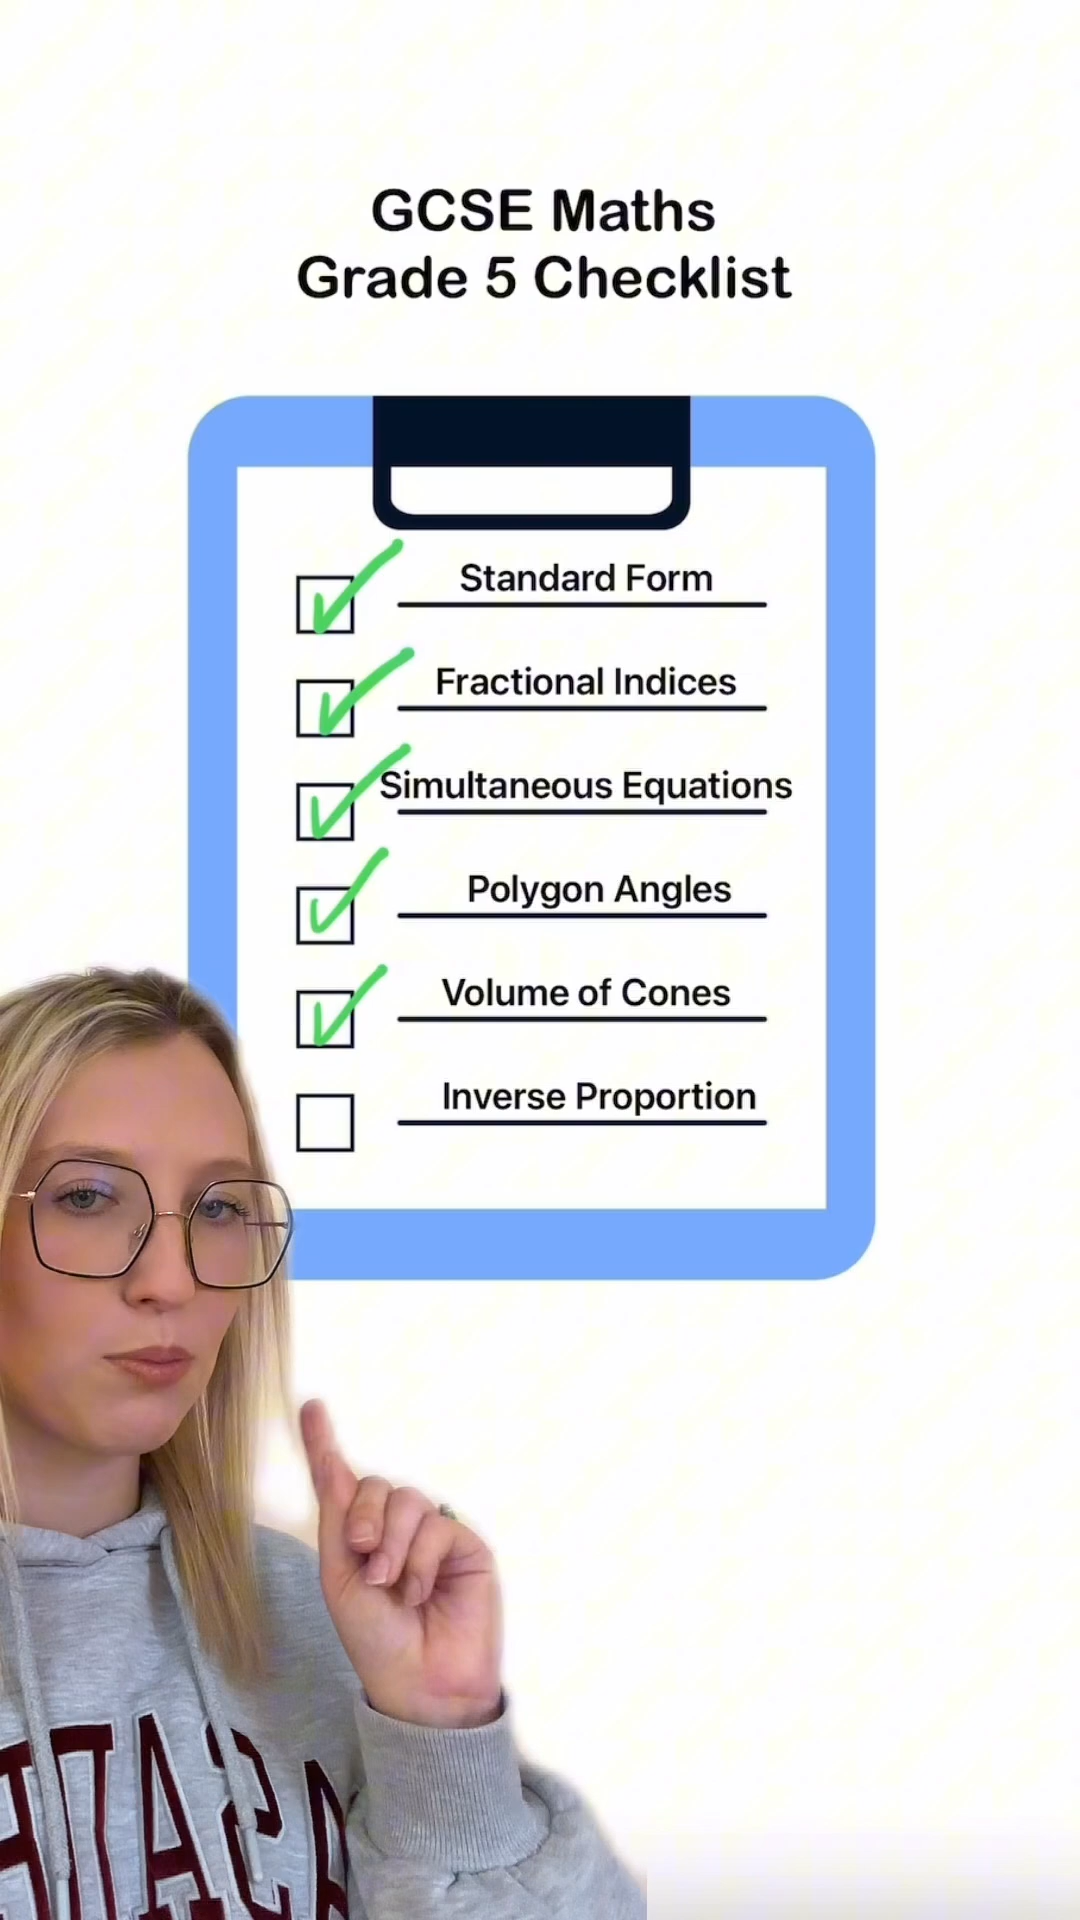 GCSE Maths
Grade 5 Checklist
Standard Form
Fractional Indices
Simultaneous Equations
Polygon Angles
Volume of Cones
Inverse Proportion